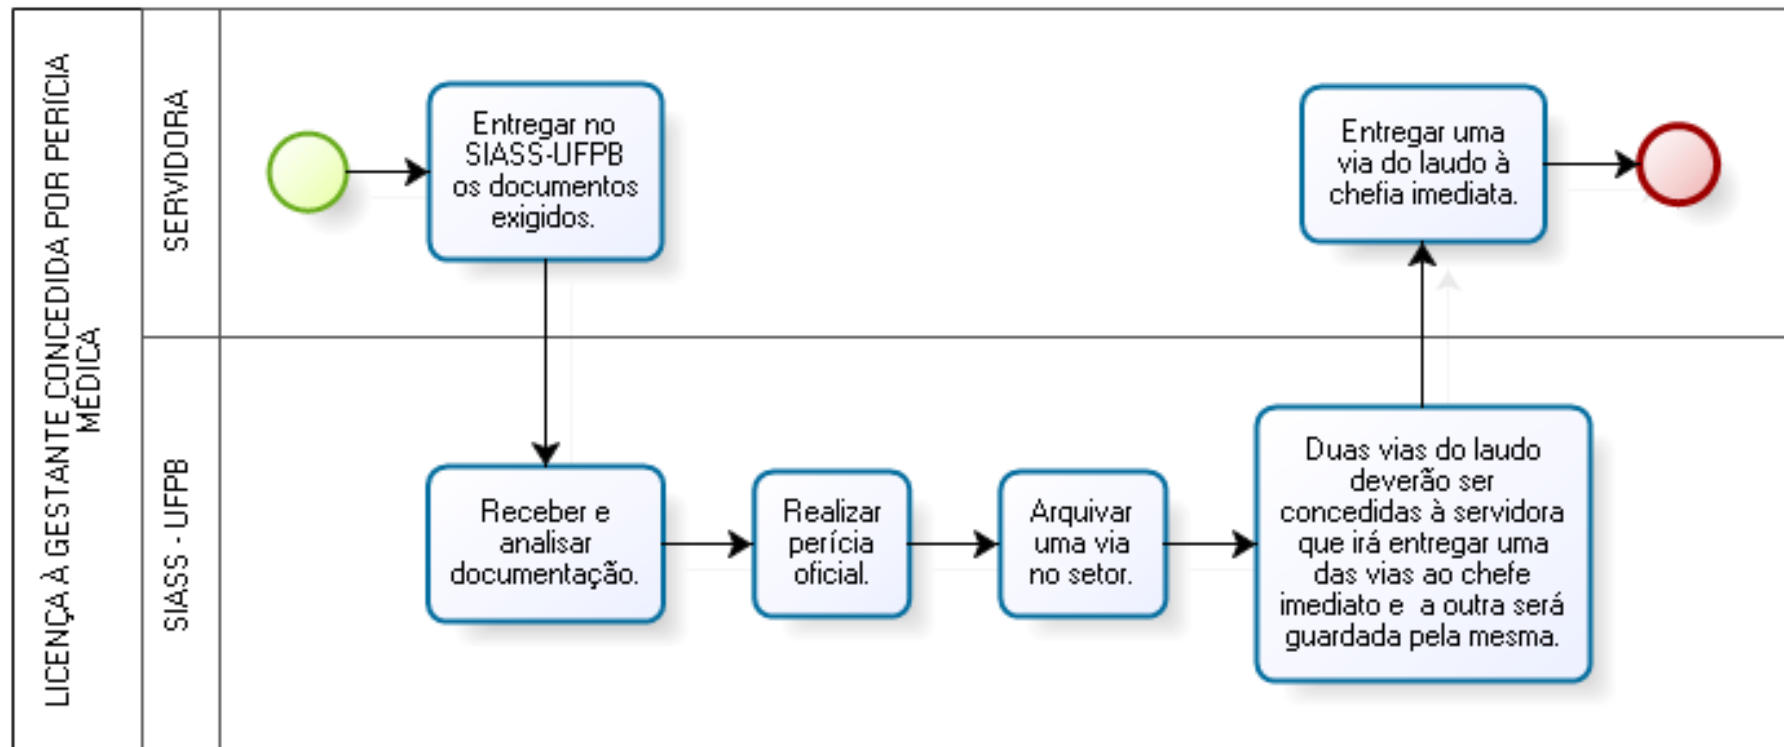 LICENÇA À GESTANTE CONCEDIDA POR PERÍCIA
MÉDICA
SERVIDORA
Entregar no
SIASS-UFPB
os documentos
exigidos.
Entregar uma
via do laudo à
chefia imediata.
SIASS - UFPB
Receber e
analisar
documentação.
Realizar
perícia
oficial.
Arquivar
uma via
no setor.
Duas vias do laudo
deverão ser
concedidas à servidora
que irá entregar uma
das vias ao chefe
imediato e  a outra será
guardada pela mesma.